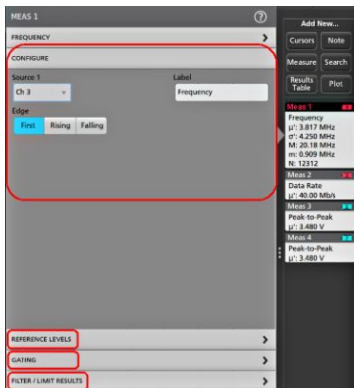 MEAS 1
?
FREQUENCY
CONFIGURE
Source 1
Label
Ch 3
Frequency
Edge
First Rising Falling
REFERENCE LEVELS
GATING
FILTER / LIMIT RESULTS
Add New...
Cursors Note
Measure Search
Results Table
Plot
Meas 1
Frequency
µ': 3.817 MHz
σ': 4.250 MHz
M: 20.18 MHz
m: 0.909 MHz
N: 12312
Meas 2
Data Rate
µ': 40.00 Mb/s
Meas 3
Peak-to-Peak
µ': 3.480 V
Meas 4
Peak-to-Peak
µ': 3.480 V